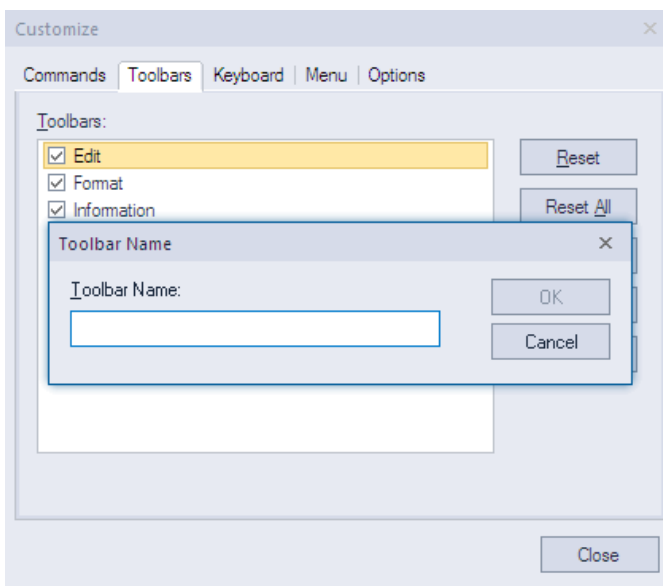 Customize
Commands Toolbars Keyboard Menu Options
Toolbars:
Edit
Reset
Format
Information
Reset All
Toolbar Name
Toolbar Name:
OK
Cancel
Close